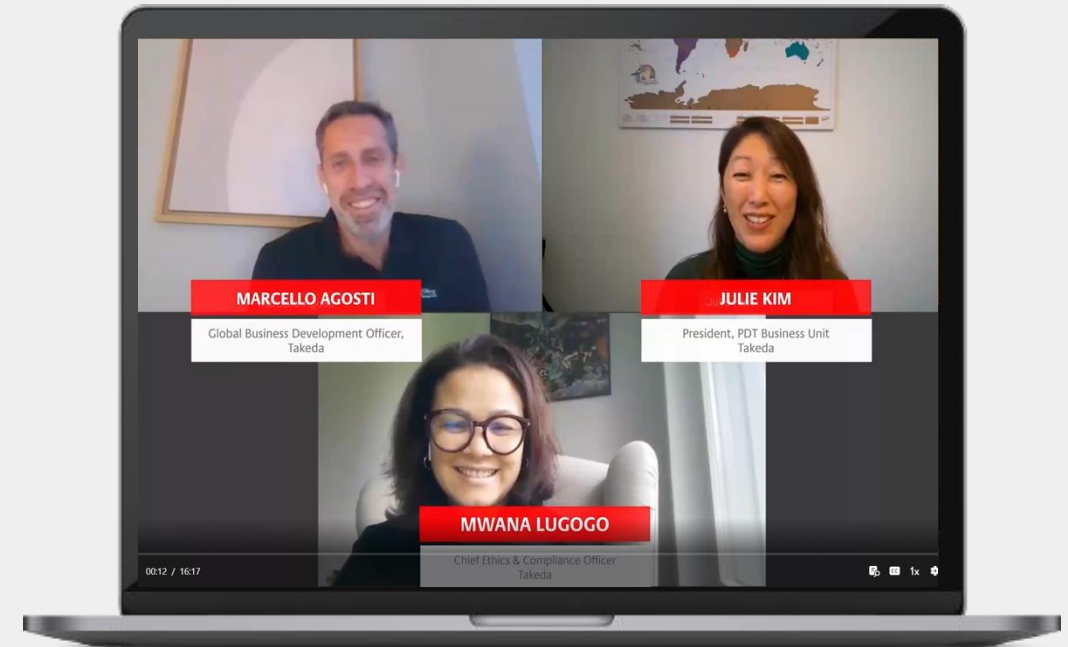 MARCELLO AGOSTI
Global Business Development Officer,
Takeda
JULIE KIM
President, PDT Business Unit
Takeda
MWANA LUGOGO
Chief Ethics & Compliance Officer
Takeda
00:12 / 16:17
CC
1x